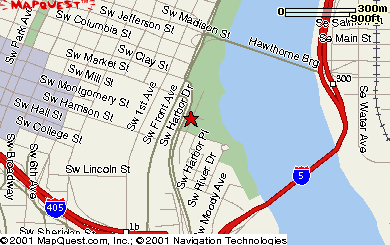 MAPQUEST
0 300m
900ft
Sw Jefferson St
Sw Madison St
Sw Columbia St
Se Salm
Se Main St
Hawthorne Brg
Sw Park Ave
Sw Clay St
Sw Market St
Sw Mill St
300
Sw Montgomery St
Sw Harrison St
Sw Hall St
Sw College St
Sw 1st Ave
Sw Front Ave
Sw Harbor Dr
Se Water Ave
Sw Harbor Pl
Sw River Dr
Sw Lincoln St
Sw Broadway
Sw 6th Ave
Sw Moody Ave
5
405
1b
Sw Sheridan St
©2001 MapQuest.com, Inc.; ©2001 Navigation Technologies